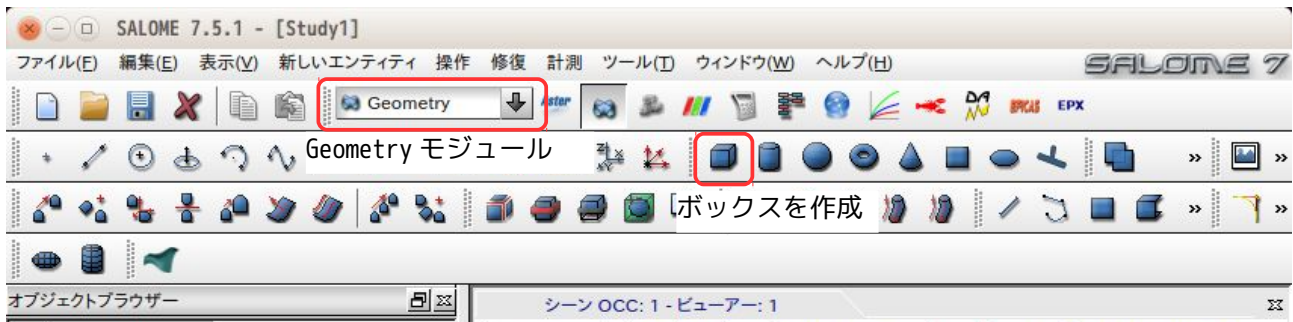 SALOME 7.5.1 - [Study1]
ファイル(F) 編集(E) 表示(V) 新しいエンティティ 操作 修復 計測 ツール(T) ウィンドウ(W) ヘルプ(H) SALOME 7
Geometry Aster EFICAS EPX
Geometry モジュール
ボックスを作成
オブジェクトブラウザー シーン OCC: 1 - ビューアー: 1